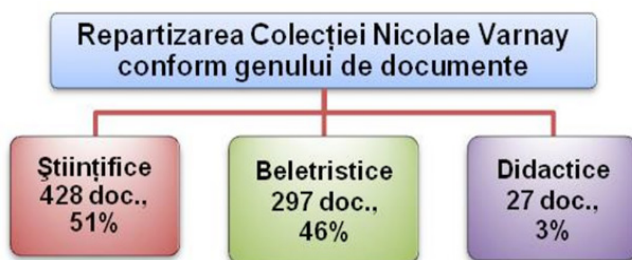 Repartizarea Colecției Nicolae Varnay
conform genului de documente
Științifice
428 doc.,
51%
Beletristice
297 doc.,
46%
Didactice
27 doc.,
3%